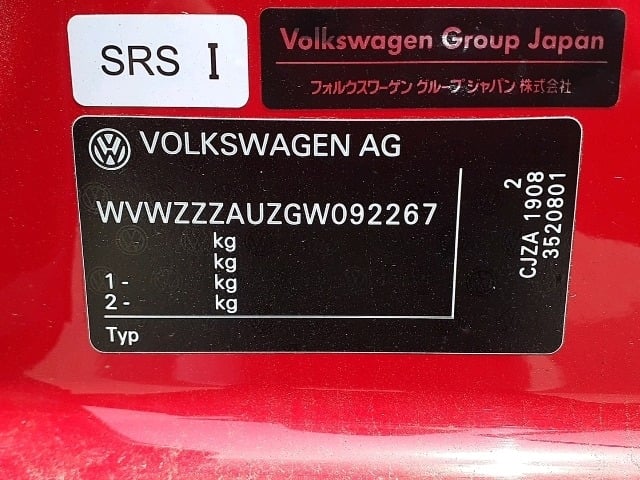 SRS I
Volkswagen Group Japan
フォルクスワーゲン グループ ジャパン 株式会社
VOLKSWAGEN AG
WVWZZZAUZGW092267
kg
kg
1 - kg
2 - kg
Typ
2
CJZA 1908
3520801